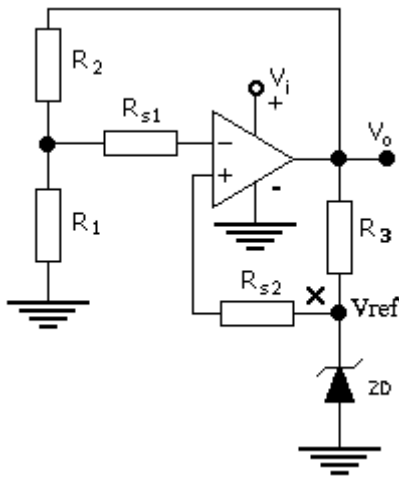 R2
Rs1
Vi
+
Vo
−
+
-
R1
R3
Rs2
×
Vref
ZD